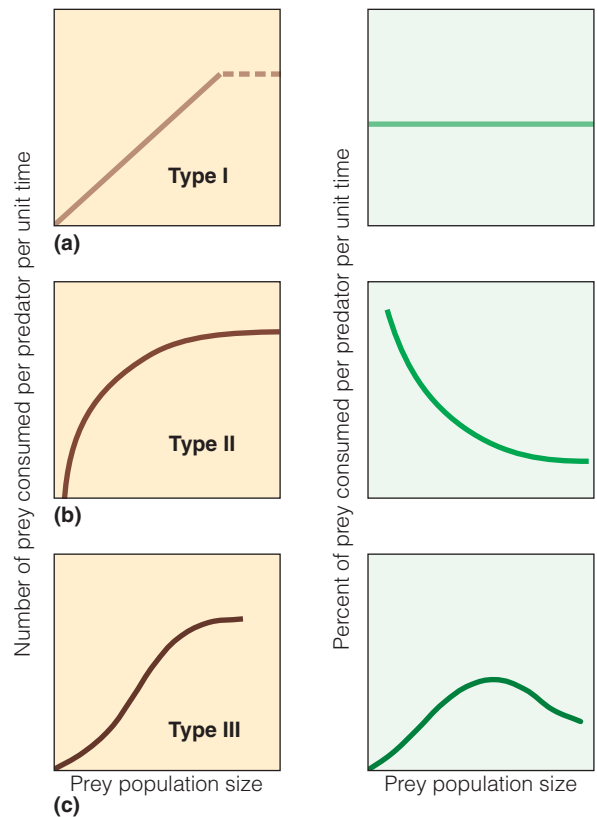 Number of prey consumed per predator per unit time
Type I
(a)
Type II
(b)
Type III
Prey population size
(c)
Percent of prey consumed per predator per unit time
Prey population size